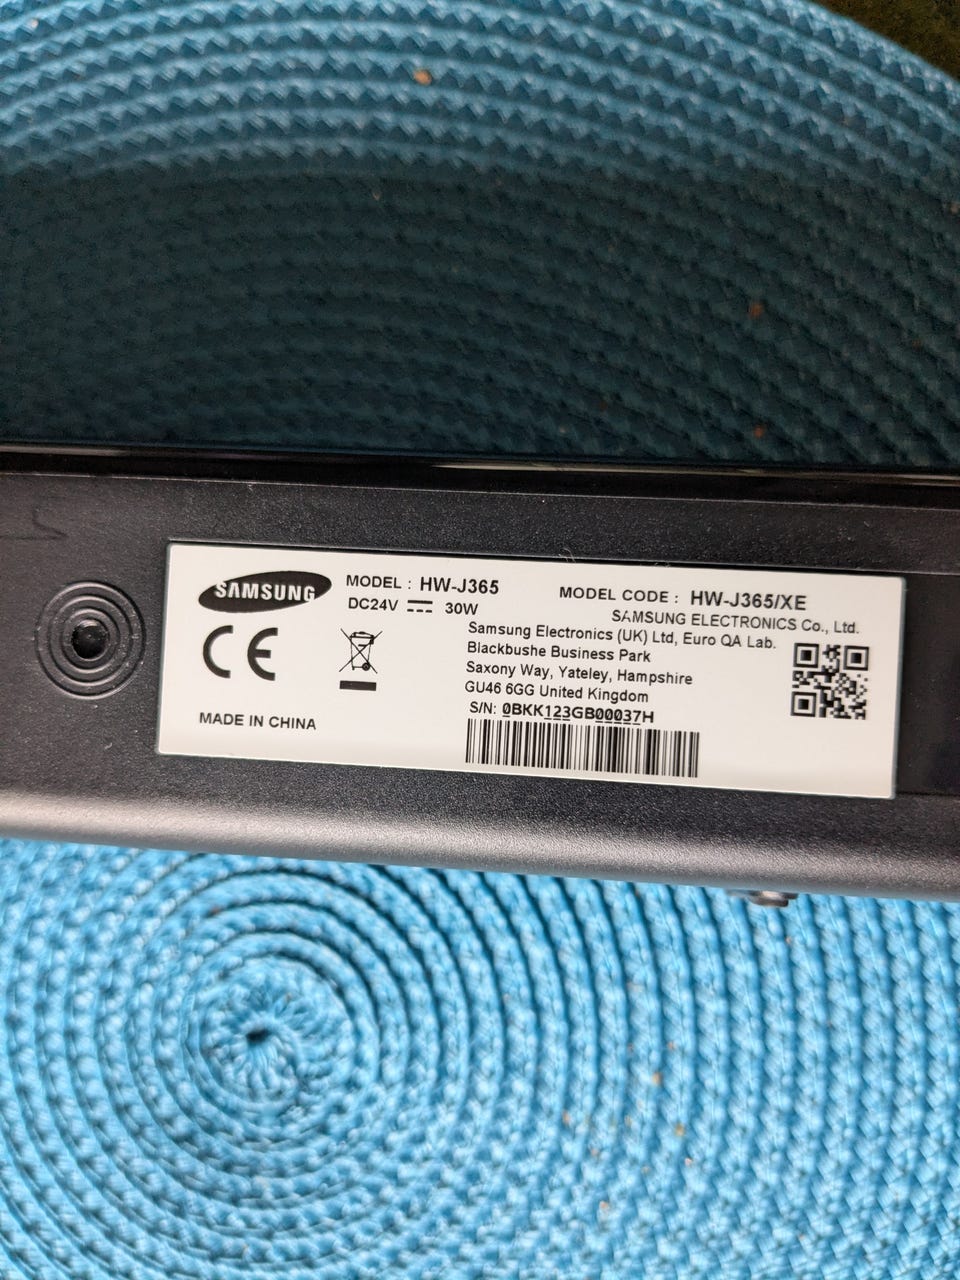 SAMSUNG
MODEL : HW-J365
MODEL CODE : HW-J365/XE
DC24V ⎓ 30W
SAMSUNG ELECTRONICS Co., Ltd.
Samsung Electronics (UK) Ltd, Euro QA Lab.
Blackbushe Business Park
Saxony Way, Yateley, Hampshire
GU46 6GG United Kingdom
S/N: 0BKK123GB00037H
CE
MADE IN CHINA